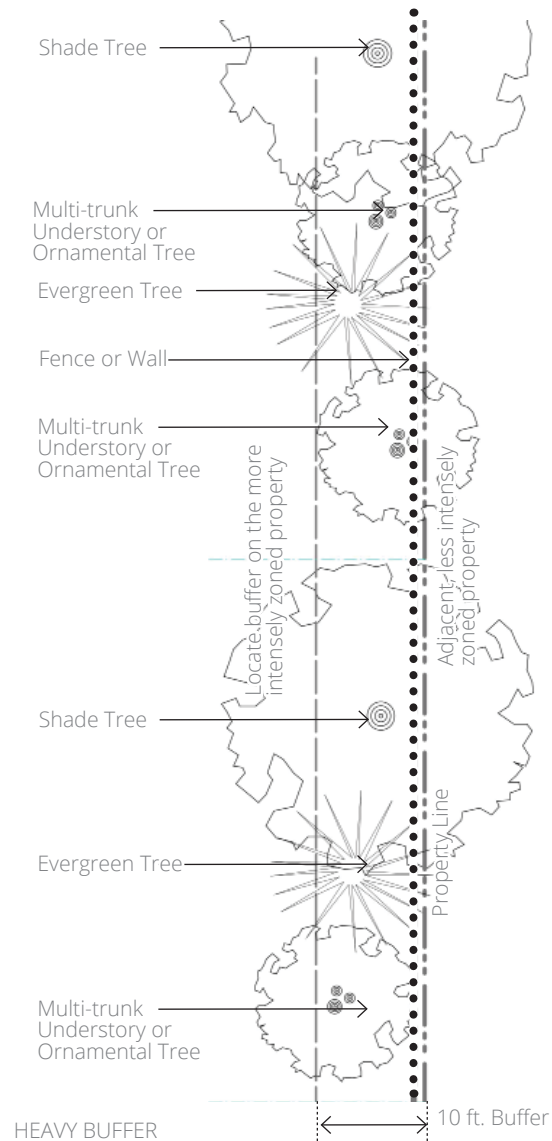 Shade Tree
Multi-trunk
Understory or
Ornamental Tree
Evergreen Tree
Fence or Wall
Multi-trunk
Understory or
Ornamental Tree
Locate buffer on the more
intensely zoned property
Adjacent, less intensely
zoned property
Shade Tree
Property Line
Evergreen Tree
Multi-trunk
Understory or
Ornamental Tree
10 ft. Buffer
HEAVY BUFFER